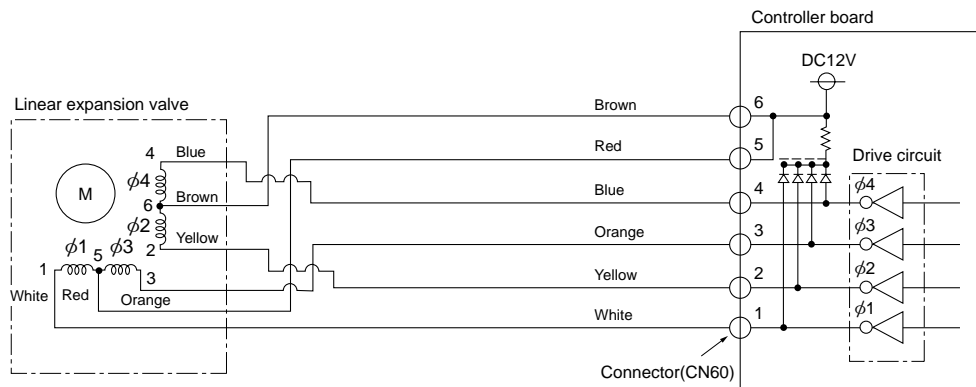 Controller board
DC12V
Linear expansion valve
Brown
6
Red
5
Drive circuit
4
Blue
ϕ4
M
Brown
6
ϕ2
Yellow
2
Blue
4
ϕ4
Orange
3
ϕ3
Yellow
2
ϕ2
White
1
ϕ1
ϕ1
5
ϕ3
1
3
White
Red
Orange
Connector(CN60)